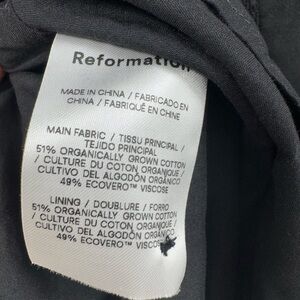 Reformation
MADE IN CHINA / FABRICADO EN
CHINA / FABRIQUÉ EN CHINE
MAIN FABRIC / TISSU PRINCIPAL /
TEJIDO PRINCIPAL
51% ORGANICALLY GROWN COTTON
/ CULTURE DU COTON ORGANIQUE /
CULTIVO DEL ALGODÓN ORGÁNICO
49% ECOVERO™ VISCOSE
LINING / DOUBLURE / FORRO
51% ORGANICALLY GROWN COTTON
/ CULTURE DU COTON ORGANIQUE /
CULTIVO DEL ALGODÓN ORGÁNICO
49% ECOVERO™ VISCOSE